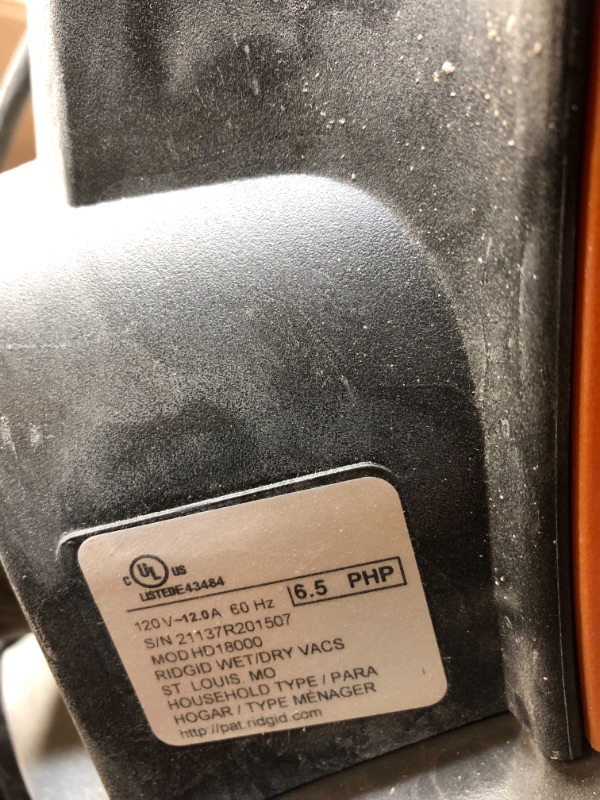 C UL US
LISTED E43484
120V~12.0A 60 Hz 6.5 PHP
S/N 21137R201507
MOD HD18000
RIDGID WET/DRY VACS
ST. LOUIS, MO
HOUSEHOLD TYPE / PARA
HOGAR / TYPE MÉNAGER
http://pat.ridgid.com